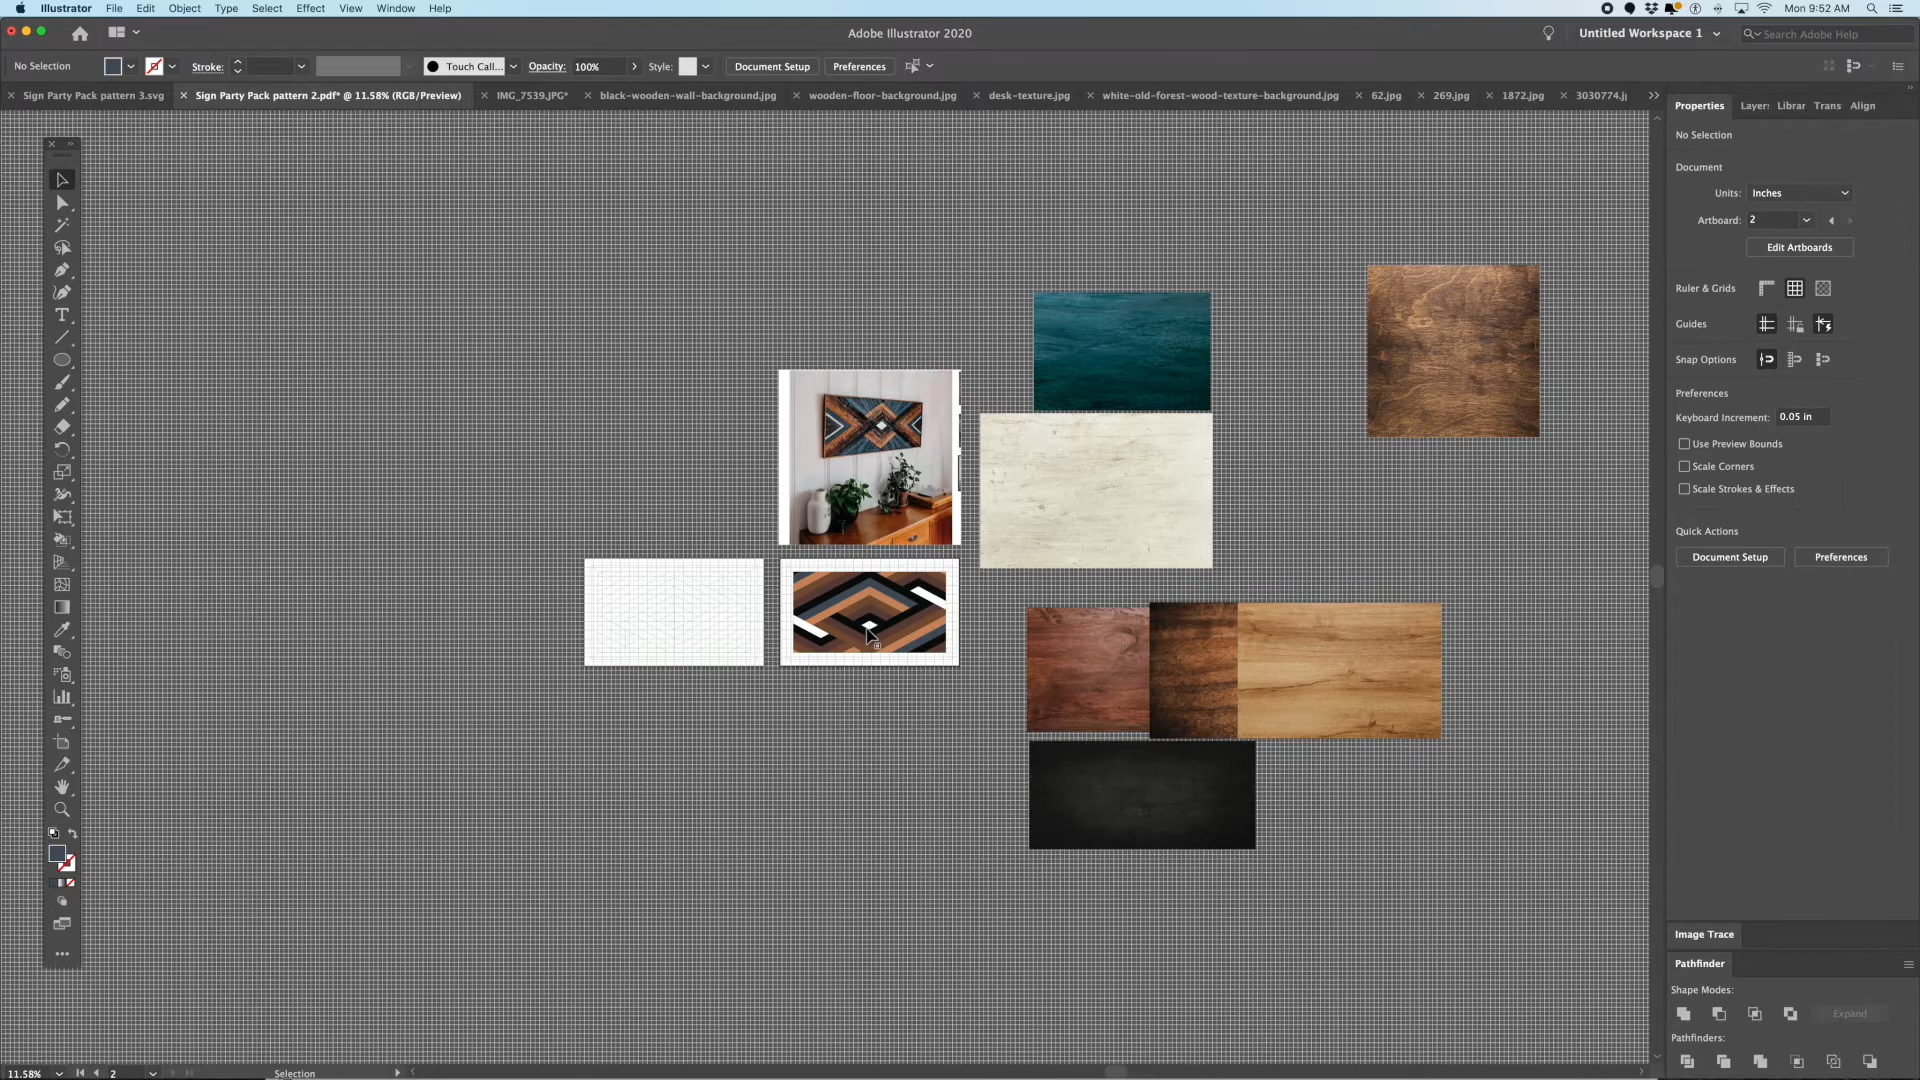 Illustrator File Edit Object Type Select Effect View Window Help
Mon 9:52 AM
Adobe Illustrator 2020
Untitled Workspace 1
Search Adobe Help
No Selection
Stroke:
Touch Call...
Opacity:
100%
Style:
Document Setup
Preferences
Sign Party Pack pattern 3.svg
Sign Party Pack pattern 2.pdf* @ 11.58% (RGB/Preview)
IMG_7539.JPG*
black-wooden-wall-background.jpg
wooden-floor-background.jpg
desk-texture.jpg
white-old-forest-wood-texture-background.jpg
62.jpg
269.jpg
1872.jpg
3030774.j
Properties
Layer
Librar
Trans
Align
No Selection
Document
Units:
Inches
Artboard:
2
Edit Artboards
Ruler & Grids
Guides
Snap Options
Preferences
Keyboard Increment:
0.05 in
Use Preview Bounds
Scale Corners
Scale Strokes & Effects
Quick Actions
Document Setup
Preferences
Image Trace
Pathfinder
Shape Modes:
Expand
Pathfinders:
11.58%
2
Selection